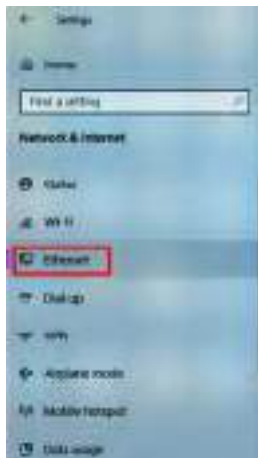 Settings
Home
Find a setting
Network & Internet
Status
Wi-Fi
Ethernet
Dial-up
VPN
Airplane mode
Mobile hotspot
Data usage